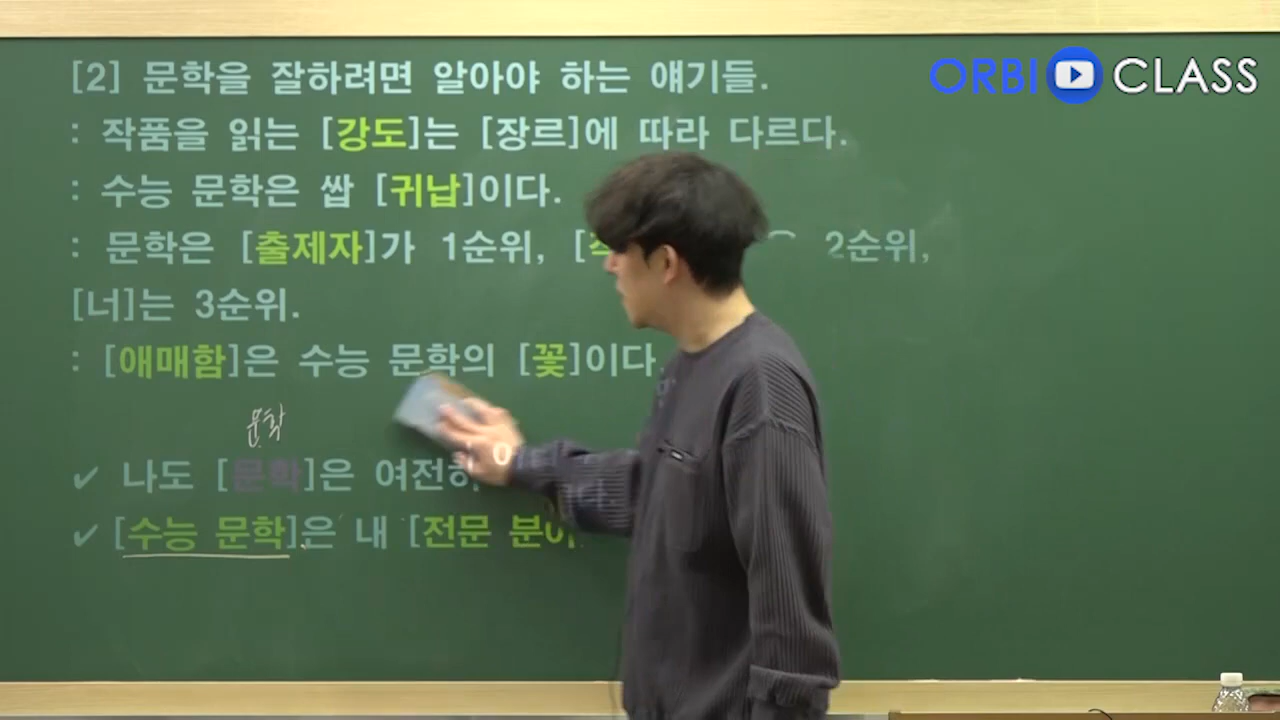 ORBI CLASS
[2] 문학을 잘하려면 알아야 하는 얘기들.
: 작품을 읽는 [강도]는 [장르]에 따라 다르다.
: 수능 문학은 쌉 [귀납]이다.
: 문학은 [출제자]가 1순위, [ 2순위,
[너]는 3순위.
: [애매함]은 수능 문학의 [꽃]이다.
문학
✔ 나도 [문학]은 여전히
✔ [수능 문학]은 내 [전문 분야